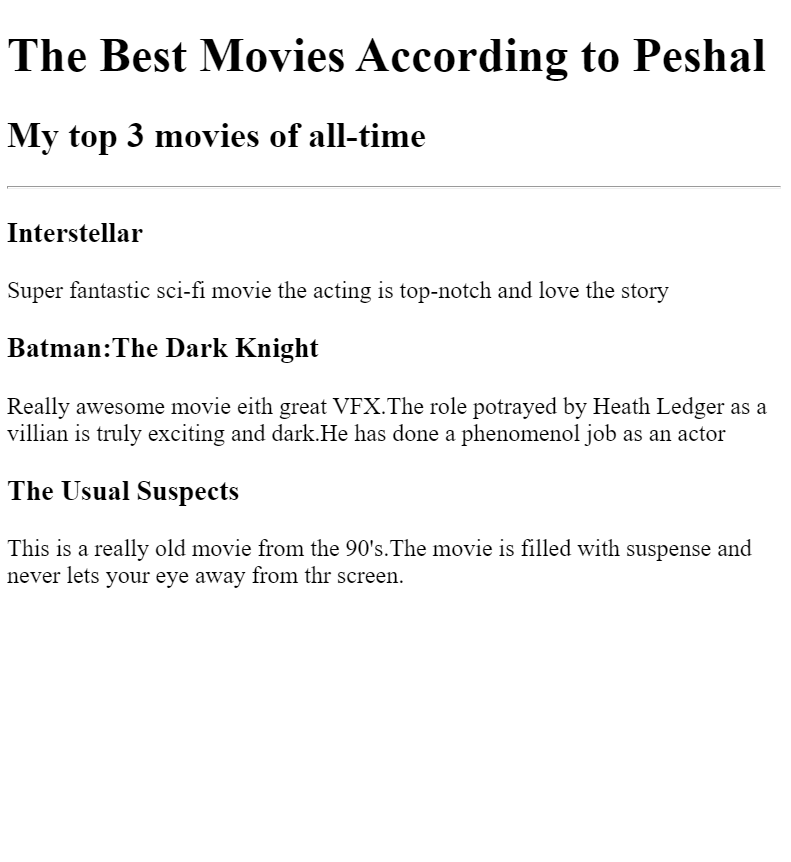 The Best Movies According to Peshal
My top 3 movies of all-time
Interstellar
Super fantastic sci-fi movie the acting is top-notch and love the story
Batman:The Dark Knight
Really awesome movie eith great VFX.The role potrayed by Heath Ledger as a
villian is truly exciting and dark.He has done a phenomenol job as an actor
The Usual Suspects
This is a really old movie from the 90's.The movie is filled with suspense and
never lets your eye away from thr screen.